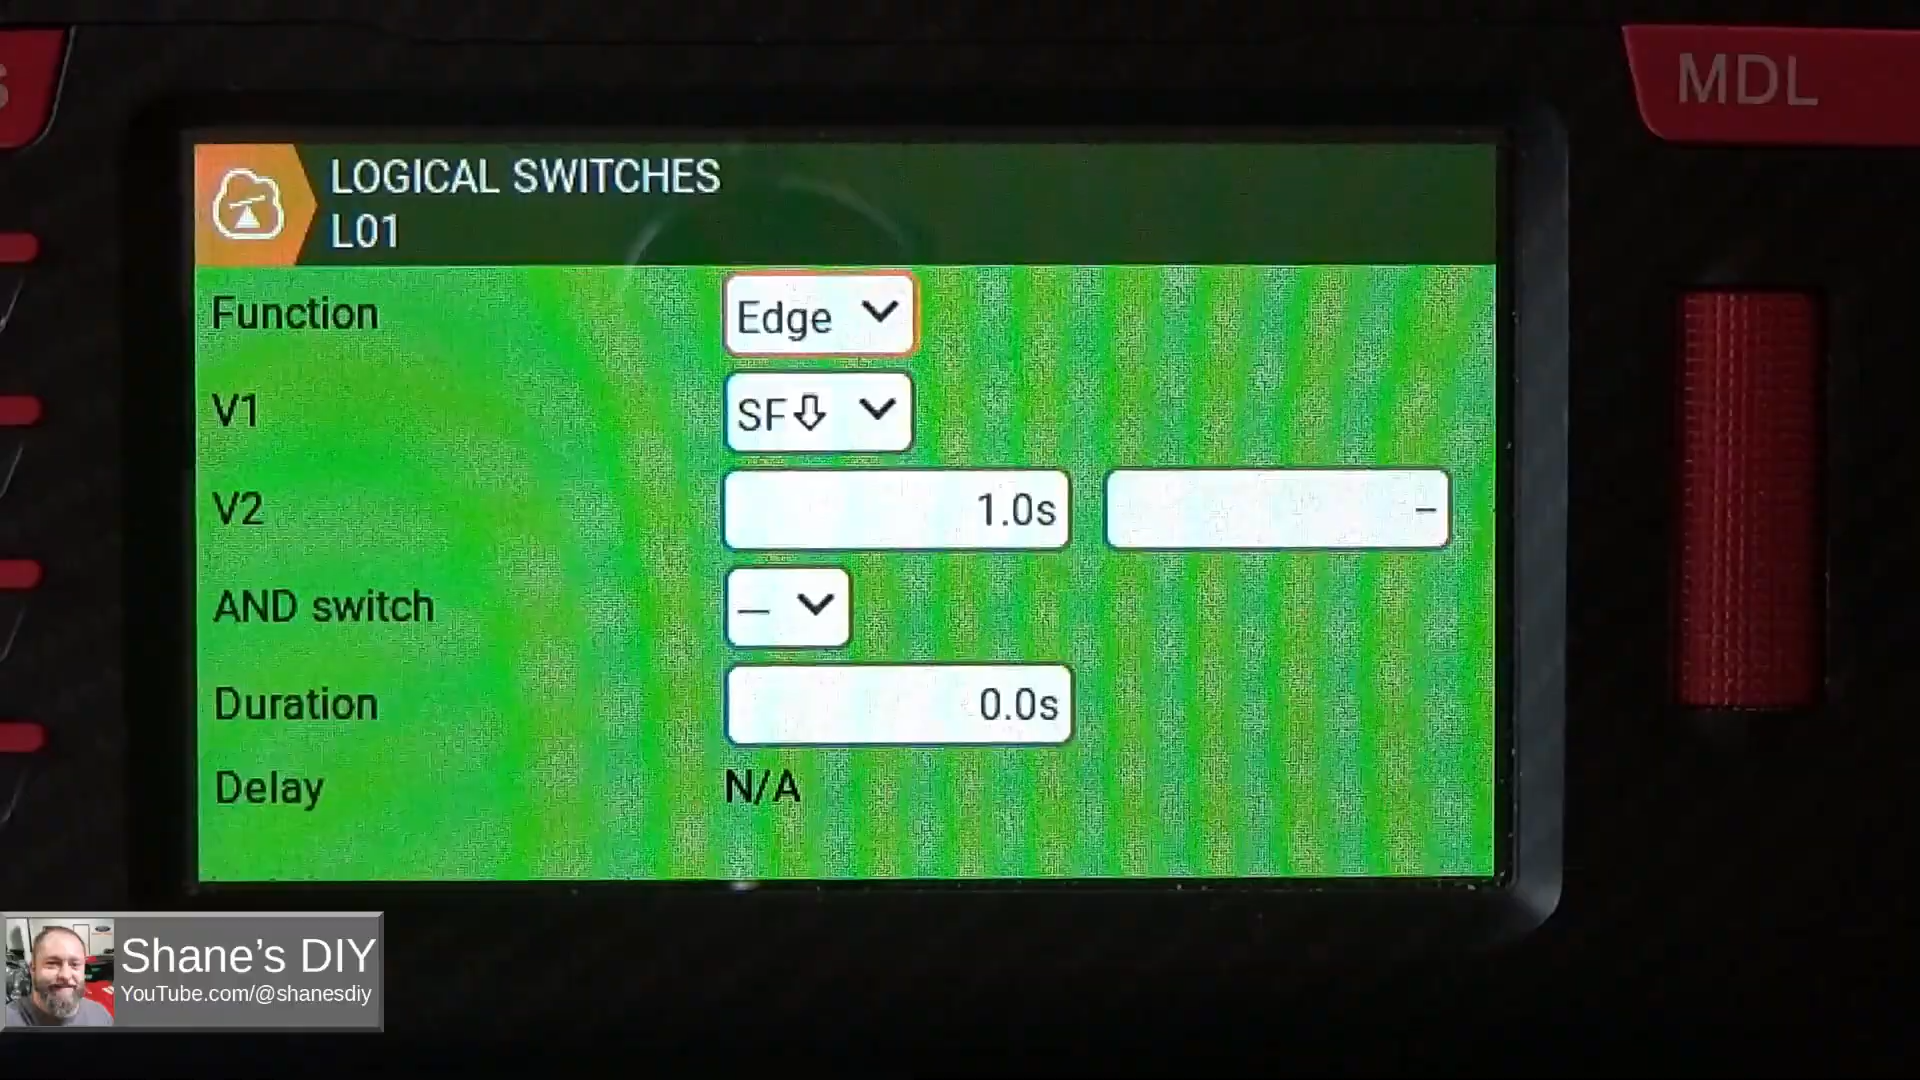 MDL
LOGICAL SWITCHES
L01
Function Edge
V1 SF⇩
V2 1.0s –
AND switch —
Duration 0.0s
Delay N/A
Shane’s DIY
YouTube.com/@shanesdiy